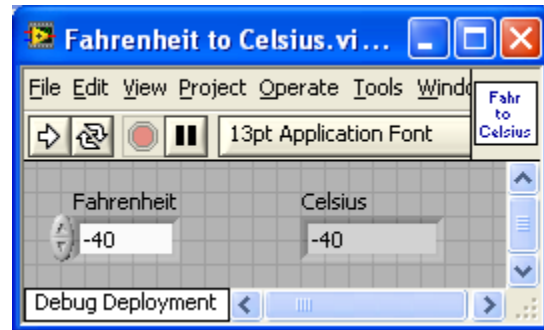 Fahrenheit to Celsius.vi ...
File Edit View Project Operate Tools
13pt Application Font
Fahr
to
Celsius
Fahrenheit Celsius
-40 -40
Debug Deployment